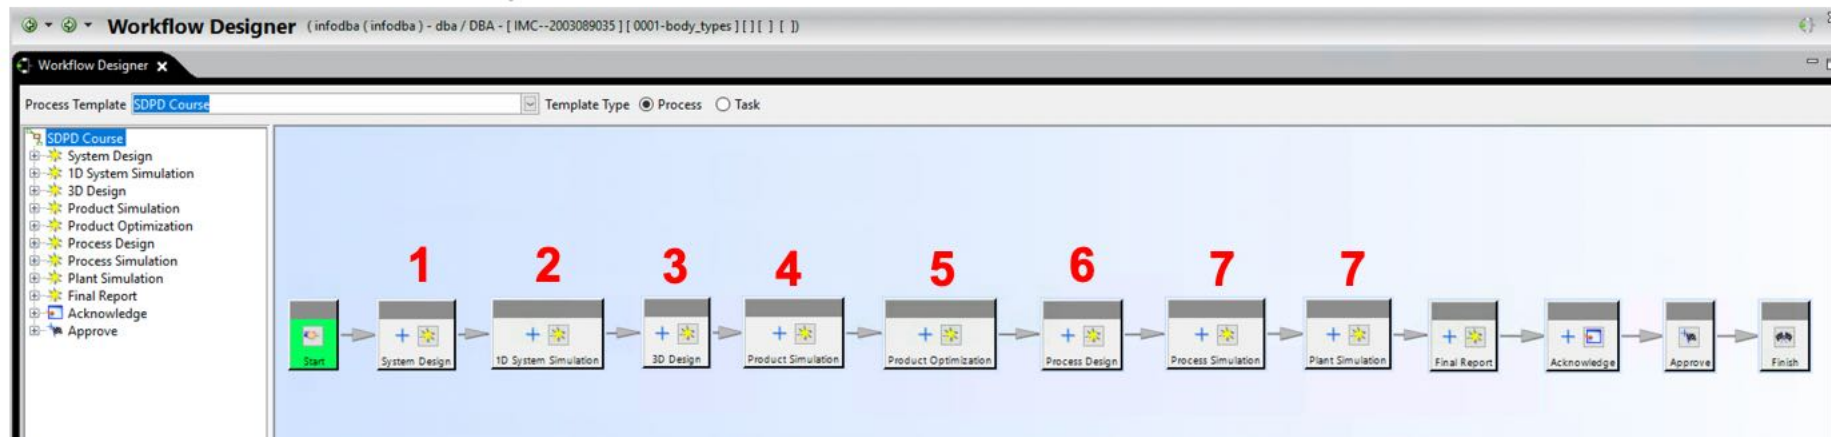 Workflow Designer ( infodba ( infodba ) - dba / DBA - [ IMC--2003089035 ] [ 0001-body_types ] [ ] [ ] [ ])
Workflow Designer
Process Template SDPD Course Template Type Process Task
SDPD Course
System Design
1D System Simulation
3D Design
Product Simulation
Product Optimization
Process Design
Process Simulation
Plant Simulation
Final Report
Acknowledge
Approve
1 2 3 4 5 6 7 7
Start System Design 1D System Simulation 3D Design Product Simulation Product Optimization Process Design Process Simulation Plant Simulation Final Report Acknowledge Approve Finish